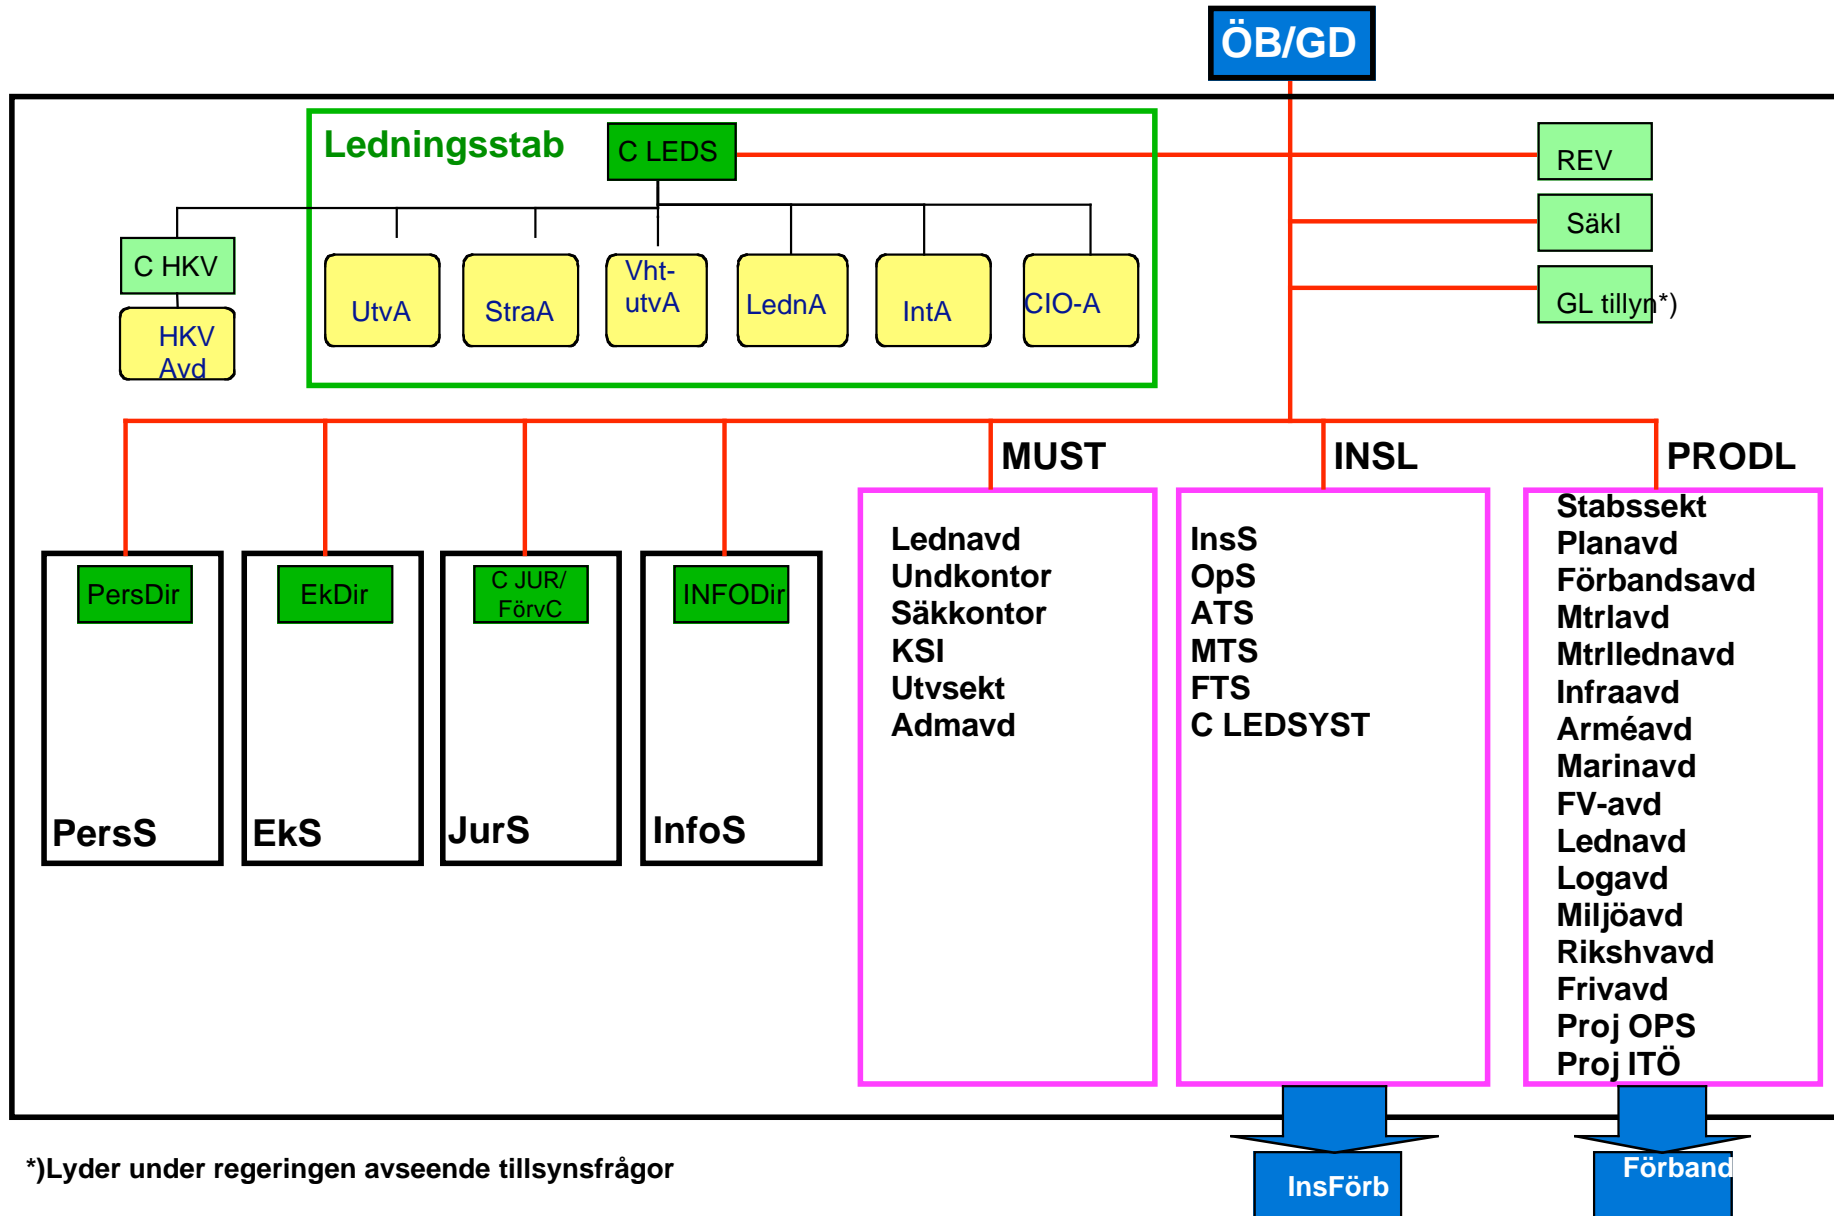 ÖB/GD
Ledningsstab
C LEDS
REV
SäkI
GL tillyn*)
C HKV
HKV
Avd
UtvA
StraA
Vht-
utvA
LednA
IntA
CIO-A
MUST
INSL
PRODL
PersDir
PersS
EkDir
EkS
C JUR/
FörvC
JurS
INFODir
InfoS
Lednavd
Undkontor
Säkkontor
KSI
Utvsekt
Admavd
InsS
OpS
ATS
MTS
FTS
C LEDSYST
Stabssekt
Planavd
Förbandsavd
Mtrlavd
Mtrllednavd
Infraavd
Arméavd
Marinavd
FV-avd
Lednavd
Logavd
Miljöavd
Rikshvavd
Frivavd
Proj OPS
Proj ITÖ
InsFörb
Förband
*)Lyder under regeringen avseende tillsynsfrågor